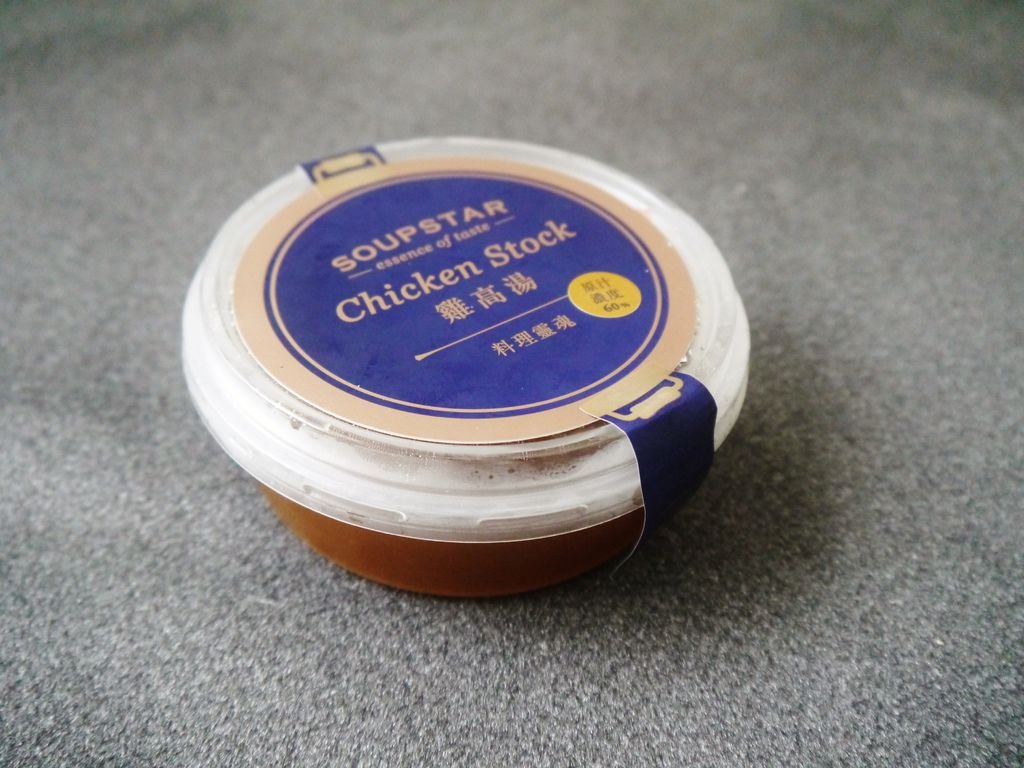 SOUPSTAR
essence of taste
Chicken Stock
雞高湯
原汁
濃度
60%
料理靈魂